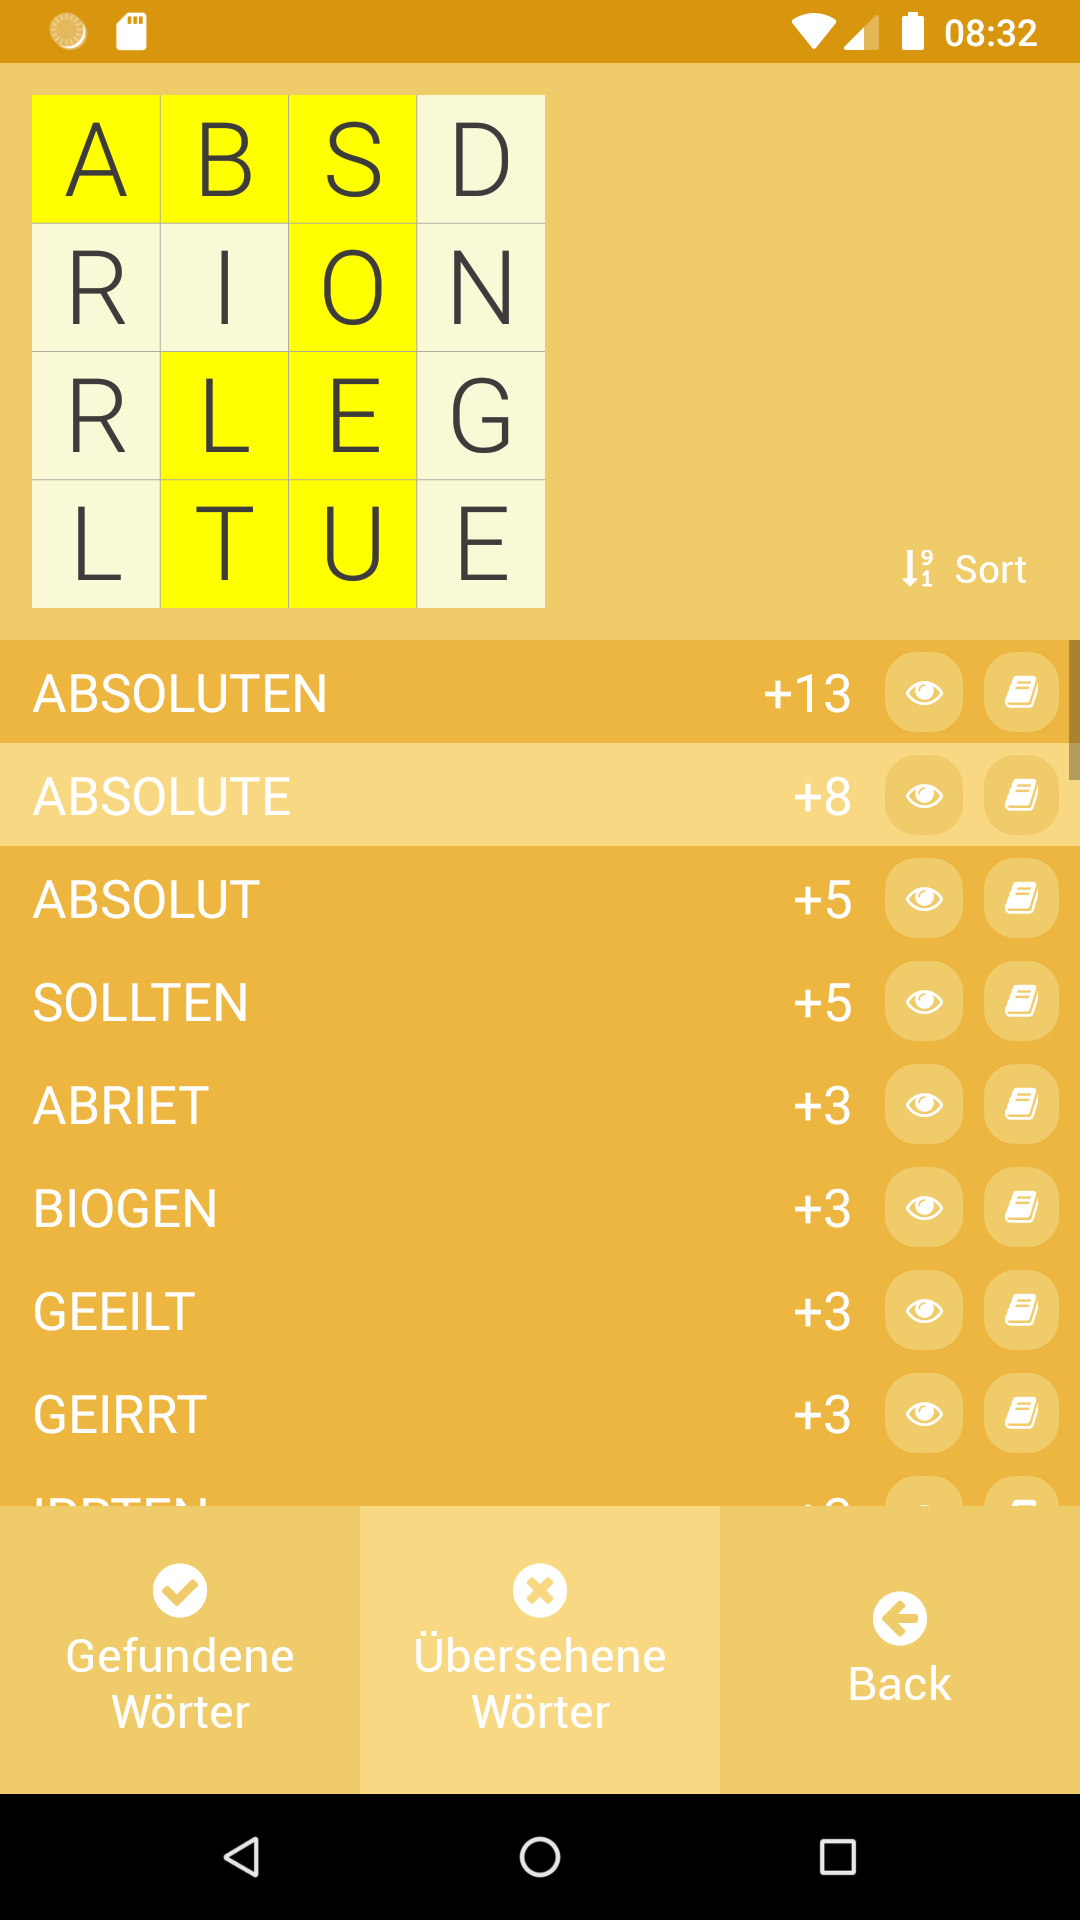 08:32
A B S D
R I O N
R L E G
L T U E
Sort
ABSOLUTEN +13
ABSOLUTE +8
ABSOLUT +5
SOLLTEN +5
ABRIET +3
BIOGEN +3
GEEILT +3
GEIRRT +3
Gefundene
Wörter
Übersehene
Wörter
Back